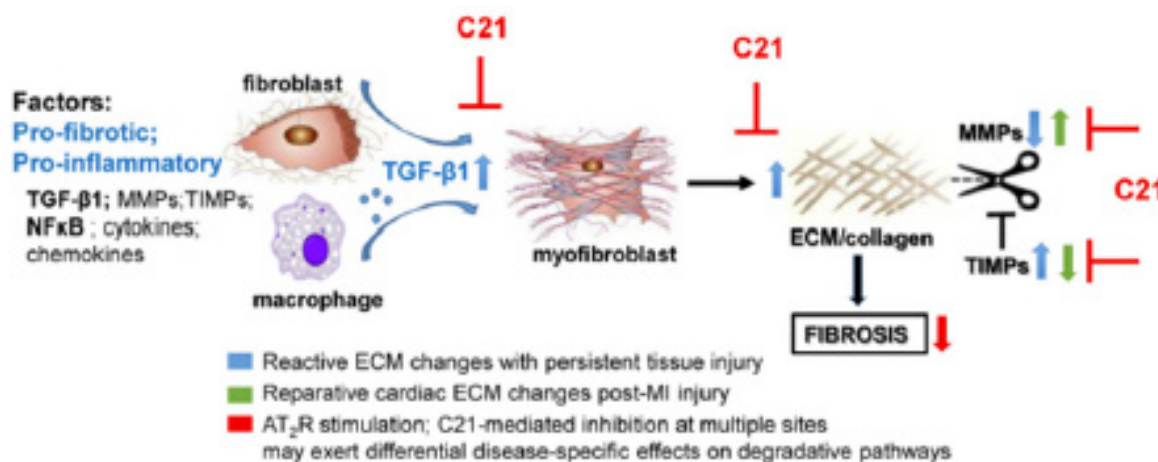 C21
C21
fibroblast
Factors:
Pro-fibrotic;
Pro-inflammatory
TGF-β1; MMPs;TIMPs;
NFκB ; cytokines;
chemokines
macrophage
TGF-β1
myofibroblast
ECM/collagen
MMPs
C21
TIMPs
FIBROSIS
Reactive ECM changes with persistent tissue injury
Reparative cardiac ECM changes post-MI injury
AT₂R stimulation; C21-mediated inhibition at multiple sites
may exert differential disease-specific effects on degradative pathways